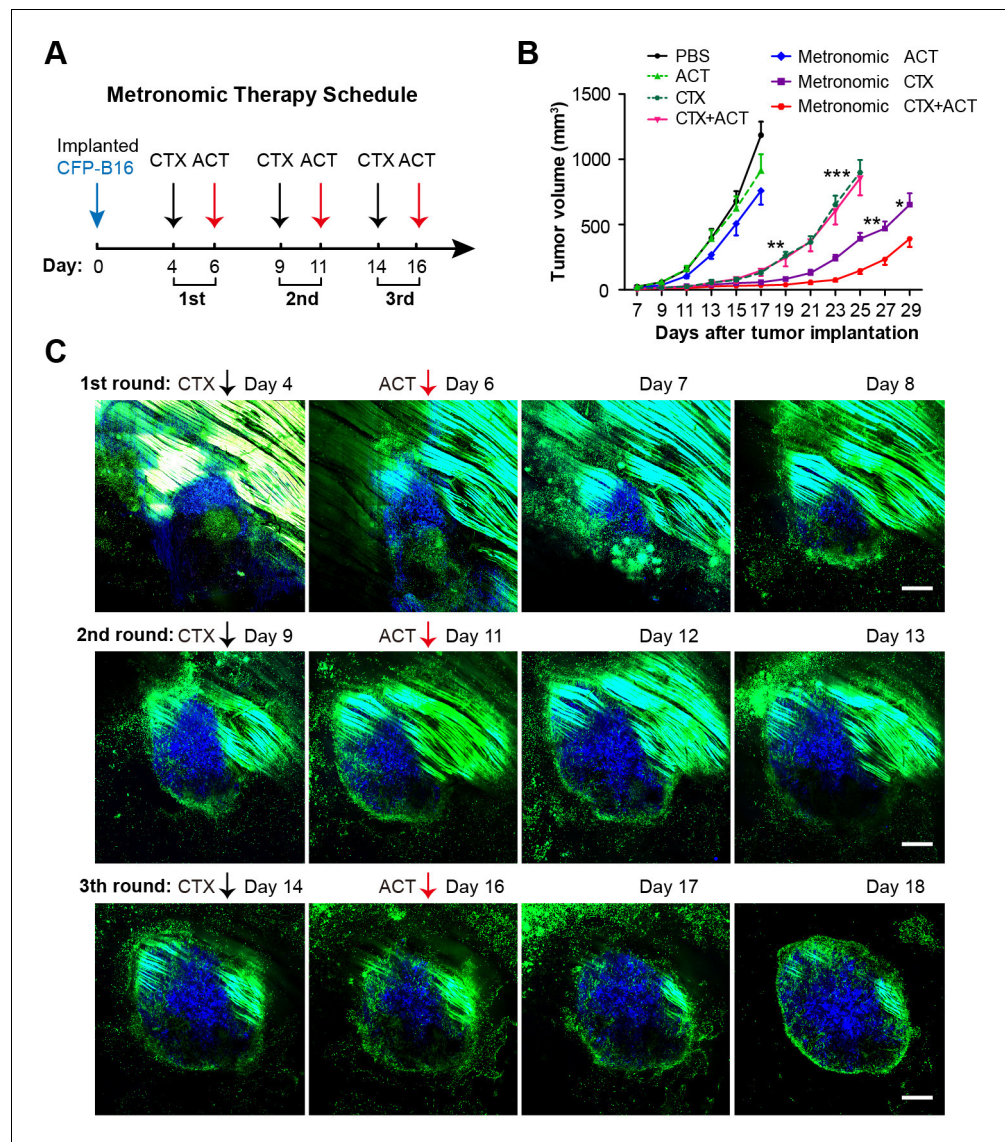 A
Metronomic Therapy Schedule
Implanted
CFP-B16
CTX ACT CTX ACT CTX ACT
Day: 0 4 6 9 11 14 16
1st 2nd 3rd
B
PBS
ACT
CTX
CTX+ACT
Metronomic ACT
Metronomic CTX
Metronomic CTX+ACT
Tumor volume (mm³)
1500
1000
500
0
** *** ** *
7 9 11 13 15 17 19 21 23 25 27 29
Days after tumor implantation
C
1st round: CTX Day 4 ACT Day 6 Day 7 Day 8
2nd round: CTX Day 9 ACT Day 11 Day 12 Day 13
3th round: CTX Day 14 ACT Day 16 Day 17 Day 18